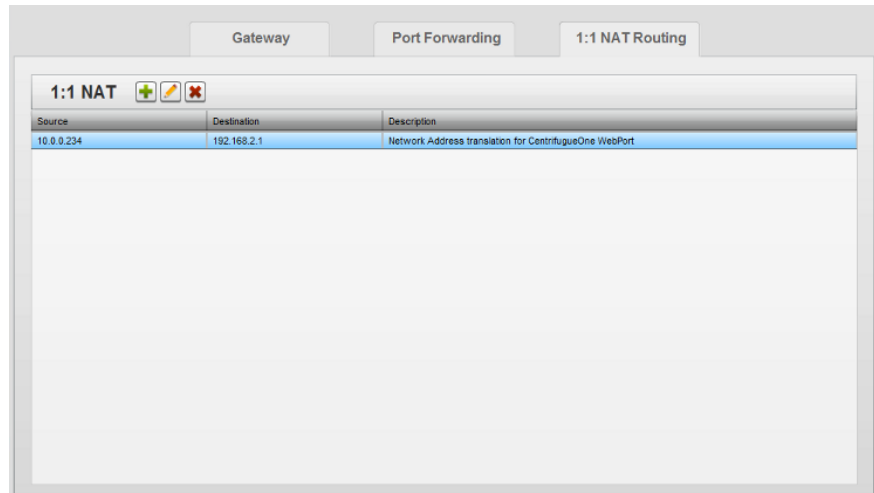 Gateway Port Forwarding 1:1 NAT Routing
1:1 NAT
Source Destination Description
10.0.0.234 192.168.2.1 Network Address translation for CentrifugueOne WebPort